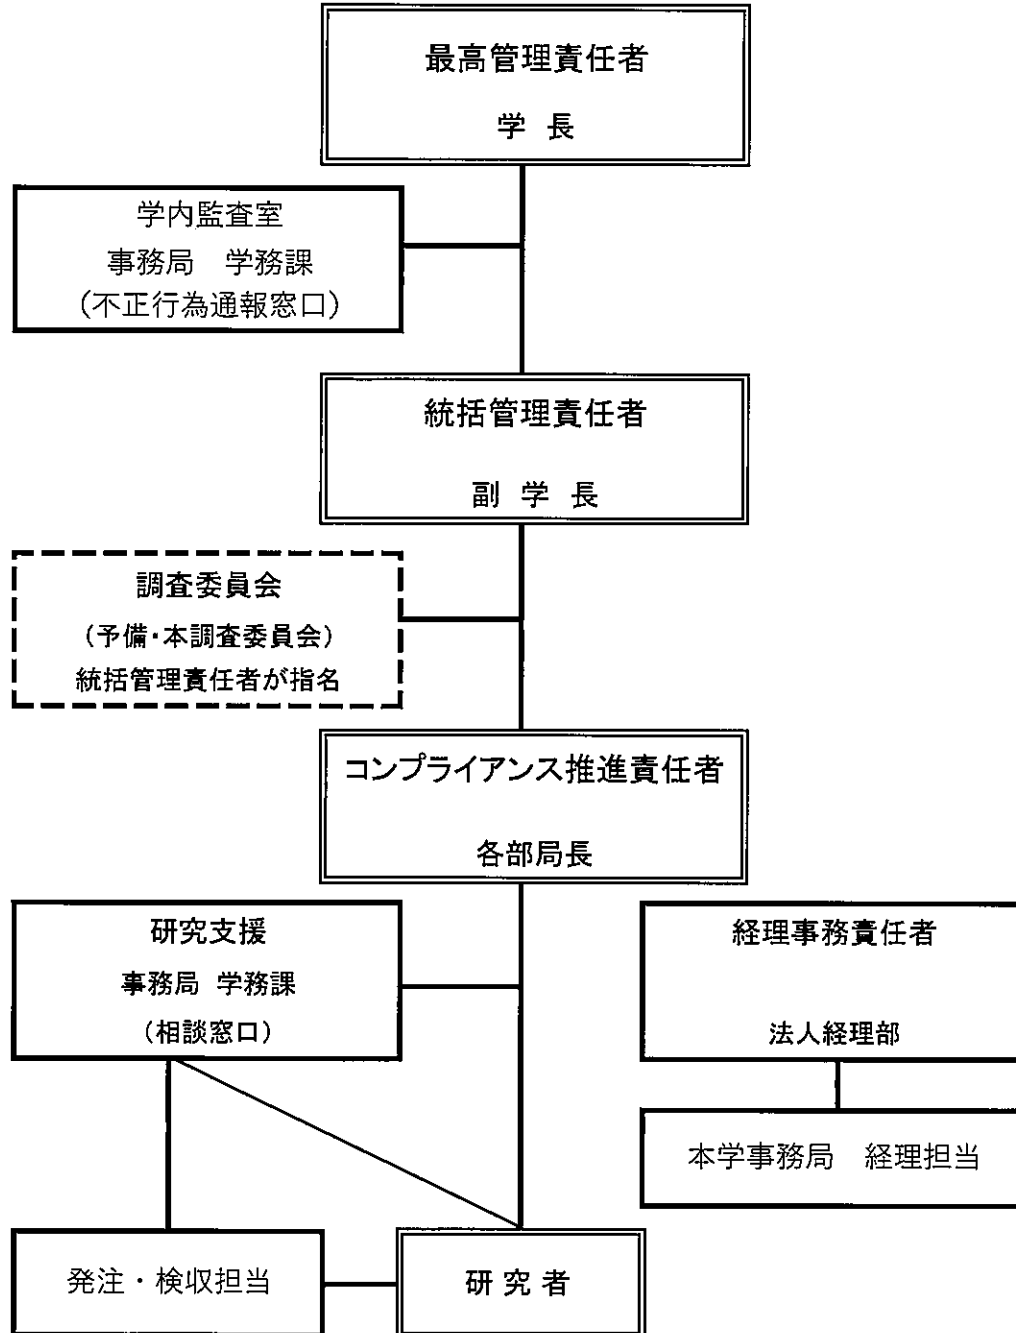 最高管理責任者
学 長
学内監査室
事務局　学務課
（不正行為通報窓口）
統括管理責任者
副 学 長
調査委員会
（予備・本調査委員会）
統括管理責任者が指名
コンプライアンス推進責任者
各部局長
研究支援
事務局 学務課
（相談窓口）
経理事務責任者
法人経理部
本学事務局　経理担当
発注・検収担当
研 究 者